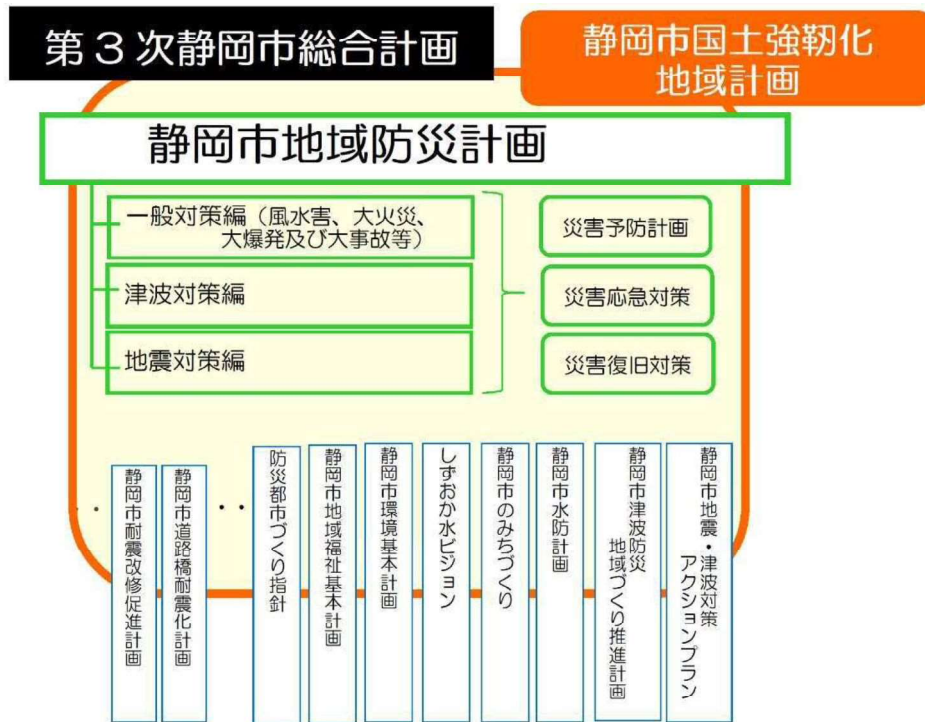 第3次静岡市総合計画
静岡市国土強靭化
地域計画
静岡市地域防災計画
一般対策編（風水害、大火災、
大爆発及び大事故等）
津波対策編
地震対策編
災害予防計画
災害応急対策
災害復旧対策
静岡市地震・津波対策
アクションプラン
静岡市津波防災
地域づくり推進計画
静岡市水防計画
静岡市のみちづくり
しずおか水ビジョン
静岡市環境基本計画
静岡市地域福祉基本計画
防災都市づくり指針
・・
静岡市道路橋耐震化計画
静岡市耐震改修促進計画
・・